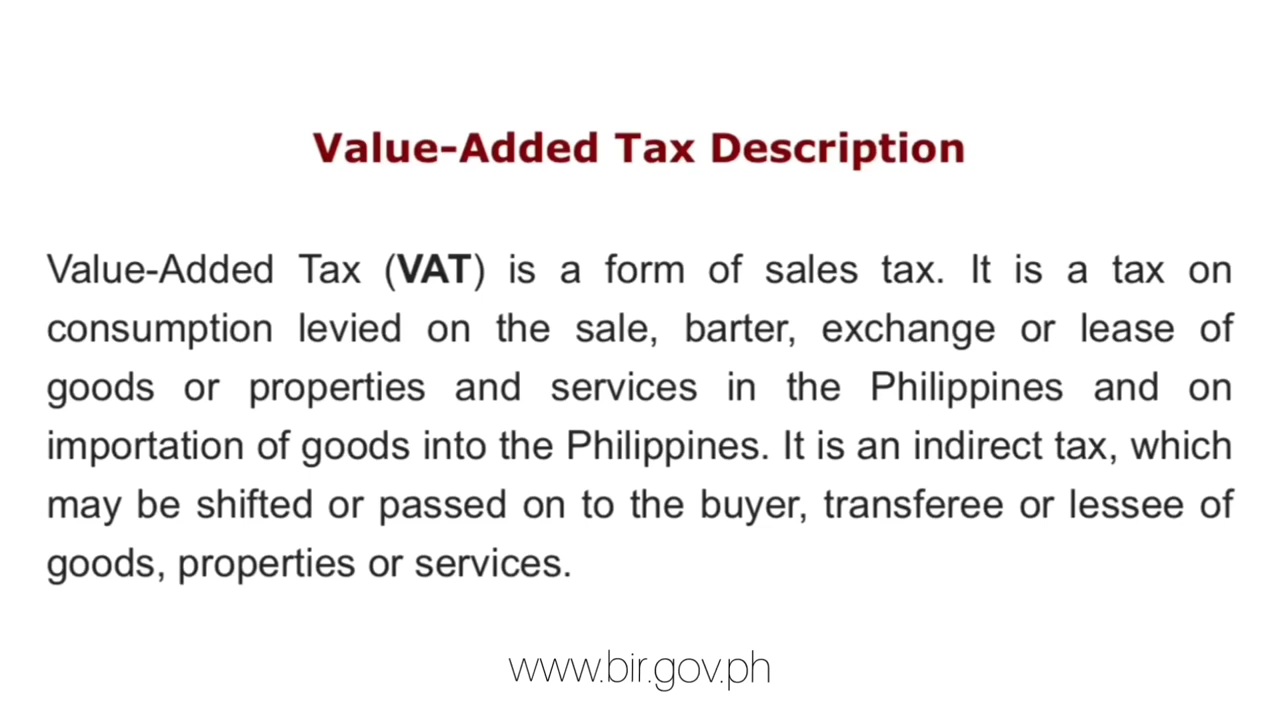 Value-Added Tax Description
Value-Added Tax (VAT) is a form of sales tax. It is a tax on
consumption levied on the sale, barter, exchange or lease of
goods or properties and services in the Philippines and on
importation of goods into the Philippines. It is an indirect tax, which
may be shifted or passed on to the buyer, transferee or lessee of
goods, properties or services.
www.bir.gov.ph